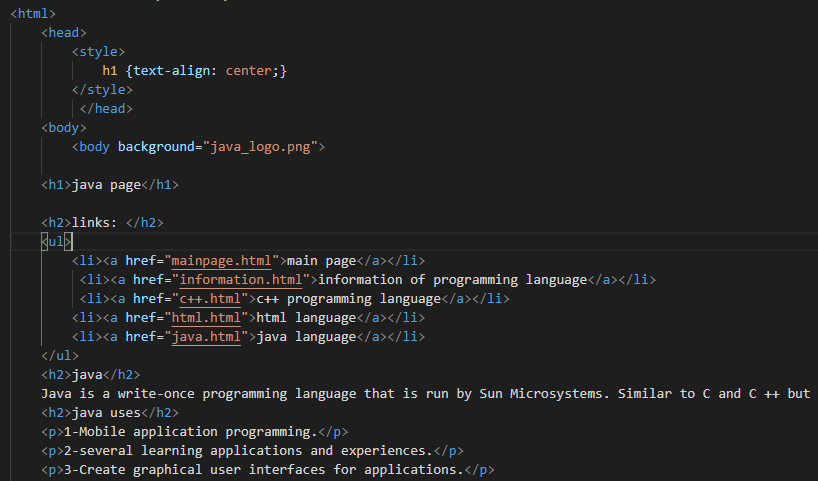 <html>
<head>
<style>
h1 {text-align: center;}
</style>
</head>
<body>
<body background="java_logo.png">
<h1>java page</h1>
<h2>links: </h2>
<ul>
<li><a href="mainpage.html">main page</a></li>
<li><a href="information.html">information of programming language</a></li>
<li><a href="c++.html">c++ programming language</a></li>
<li><a href="html.html">html language</a></li>
<li><a href="java.html">java language</a></li>
</ul>
<h2>java</h2>
Java is a write-once programming language that is run by Sun Microsystems. Similar to C and C ++ but
<h2>java uses</h2>
<p>1-Mobile application programming.</p>
<p>2-several learning applications and experiences.</p>
<p>3-Create graphical user interfaces for applications.</p>